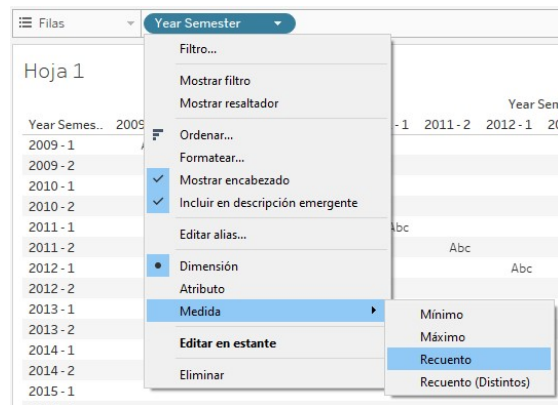 Filas
Year Semester
Hoja 1
Year Sem
Year Semes..
2009
- 1
2011 - 2
2012 - 1
20
2009 - 1
2009 - 2
2010 - 1
2010 - 2
2011 - 1
Abc
2011 - 2
Abc
2012 - 1
Abc
2012 - 2
2013 - 1
2013 - 2
2014 - 1
2014 - 2
2015 - 1
Filtro...
Mostrar filtro
Mostrar resaltador
Ordenar...
Formatear...
Mostrar encabezado
Incluir en descripción emergente
Editar alias...
Dimensión
Atributo
Medida
Editar en estante
Eliminar
Mínimo
Máximo
Recuento
Recuento (Distintos)